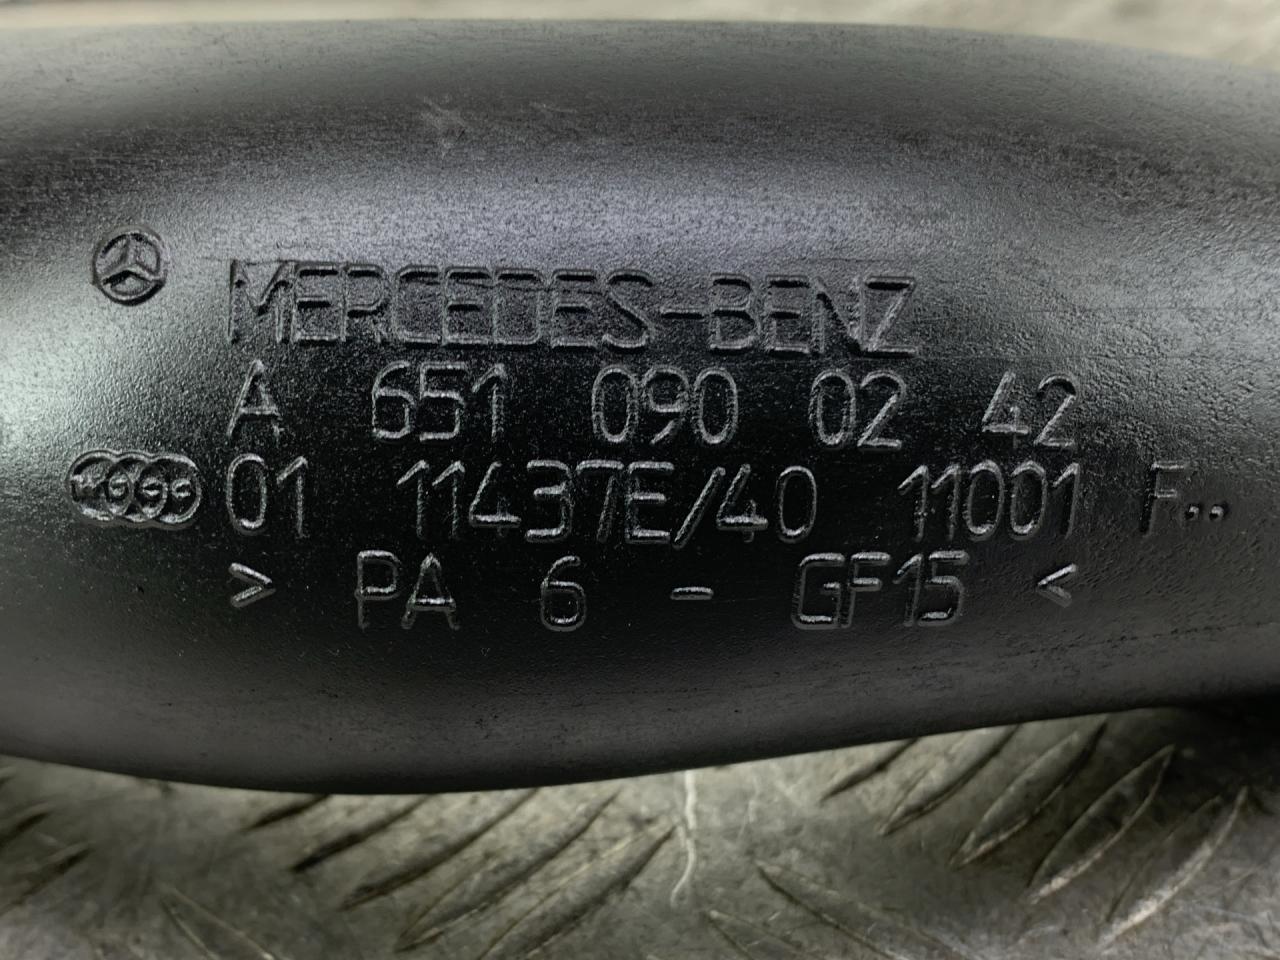 MERCEDES-BENZ
A 651 090 02 42
01 11437E/40 11001 F..
> PA 6 - GF15 <